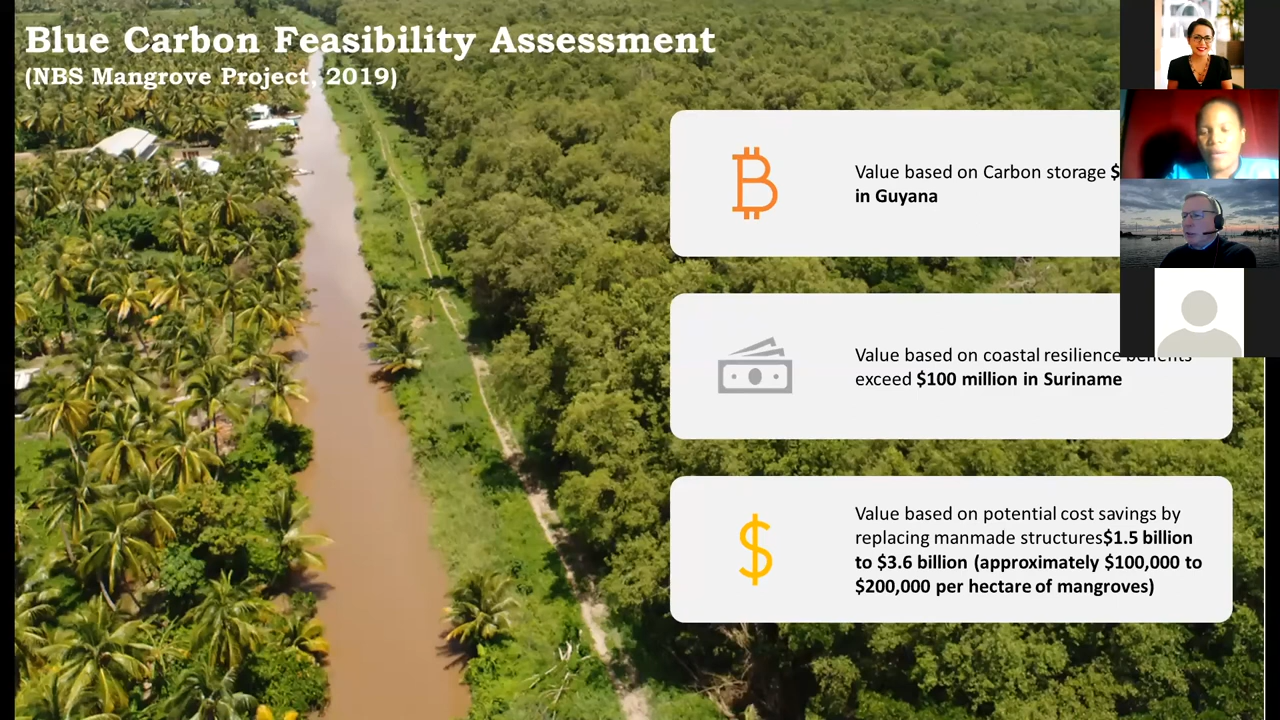 Blue Carbon Feasibility Assessment
(NBS Mangrove Project, 2019)
Value based on Carbon storage $
in Guyana
Value based on coastal resilience benefits
exceed $100 million in Suriname
Value based on potential cost savings by
replacing manmade structures$1.5 billion
to $3.6 billion (approximately $100,000 to
$200,000 per hectare of mangroves)